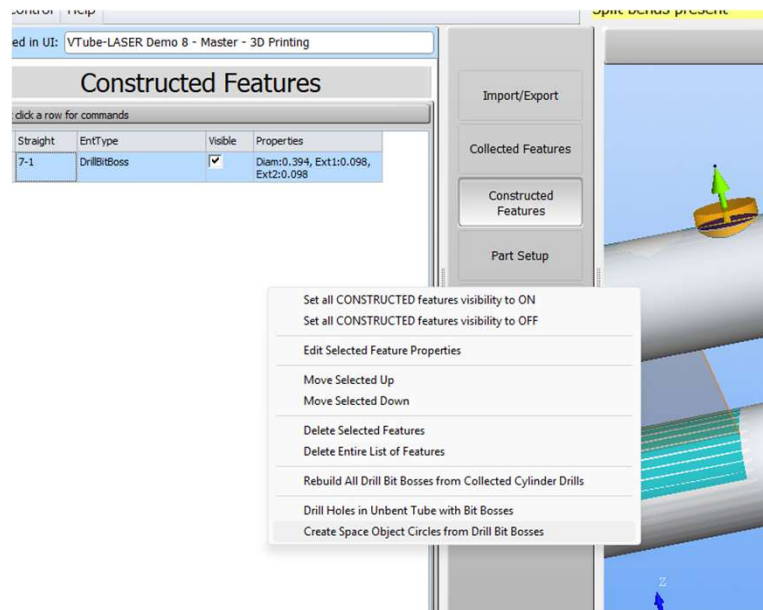 Control Help
Split bends present
ed in UI: VTube-LASER Demo 8 - Master - 3D Printing
Constructed Features
click a row for commands
Straight EntType Visible Properties
7-1 DrillBitBoss Diam:0.394, Ext1:0.098,
Ext2:0.098
Import/Export
Collected Features
Constructed
Features
Part Setup
Set all CONSTRUCTED features visibility to ON
Set all CONSTRUCTED features visibility to OFF
Edit Selected Feature Properties
Move Selected Up
Move Selected Down
Delete Selected Features
Delete Entire List of Features
Rebuild All Drill Bit Bosses from Collected Cylinder Drills
Drill Holes in Unbent Tube with Bit Bosses
Create Space Object Circles from Drill Bit Bosses
Z